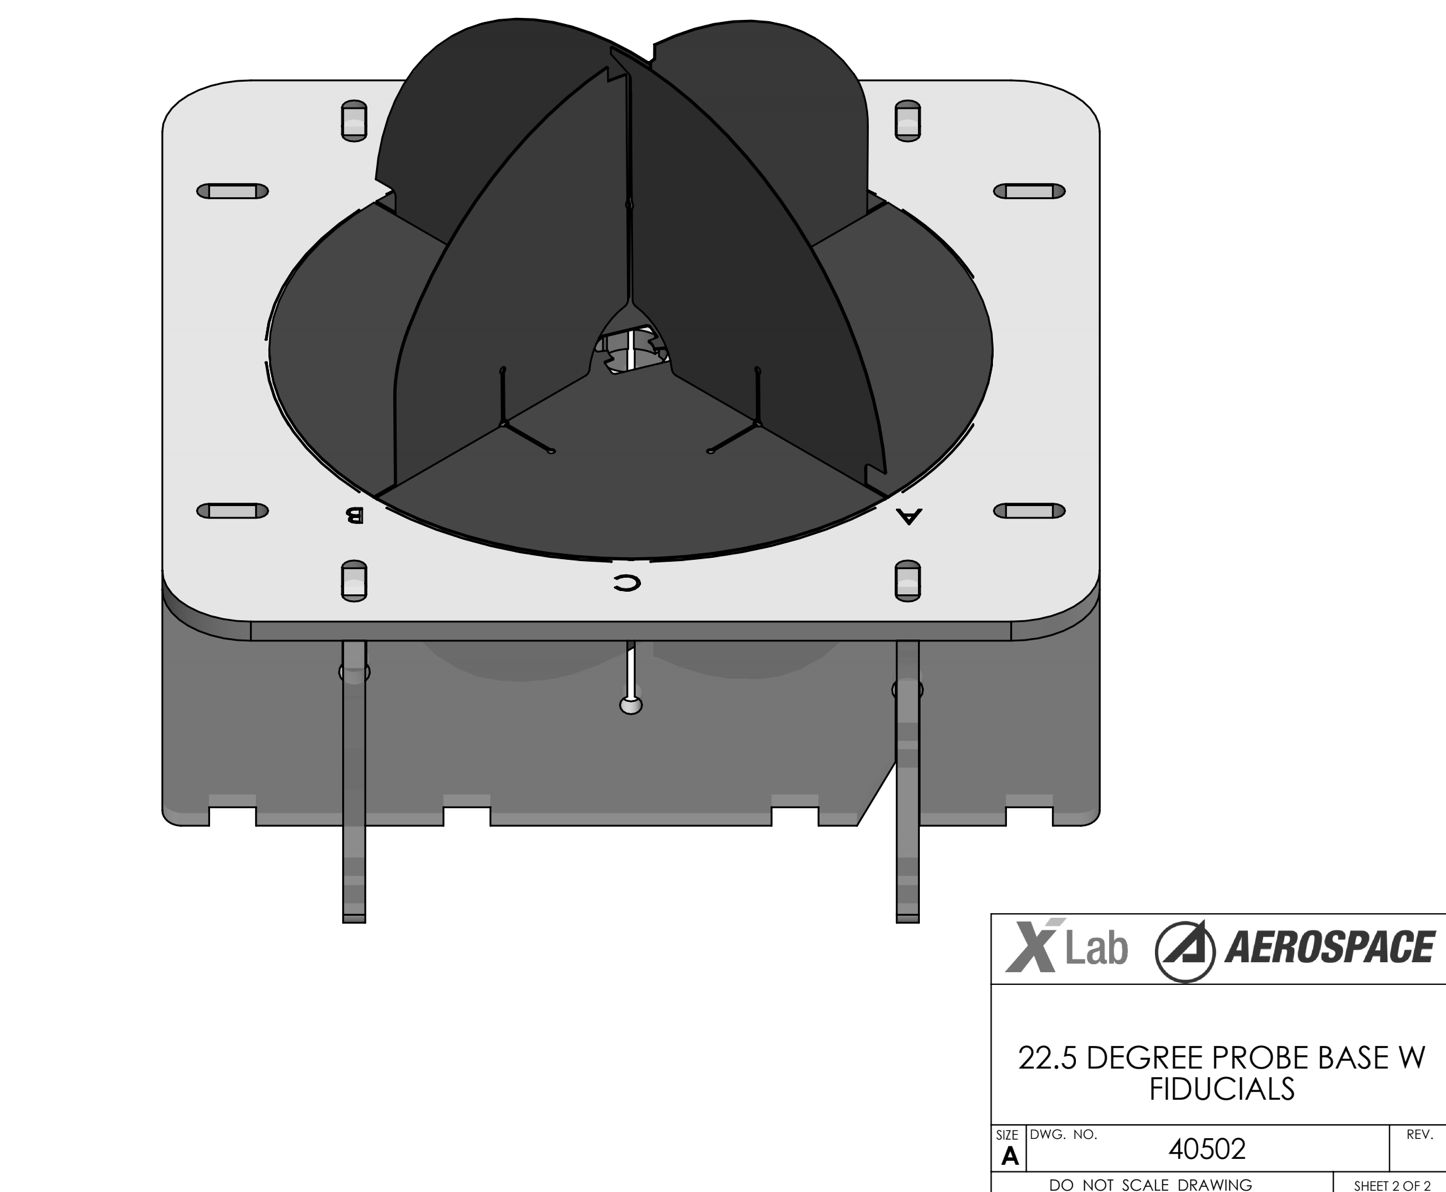 B
A
C
X Lab
AEROSPACE
22.5 DEGREE PROBE BASE W
FIDUCIALS
SIZE
A
DWG. NO.
40502
REV.
DO NOT SCALE DRAWING
SHEET 2 OF 2